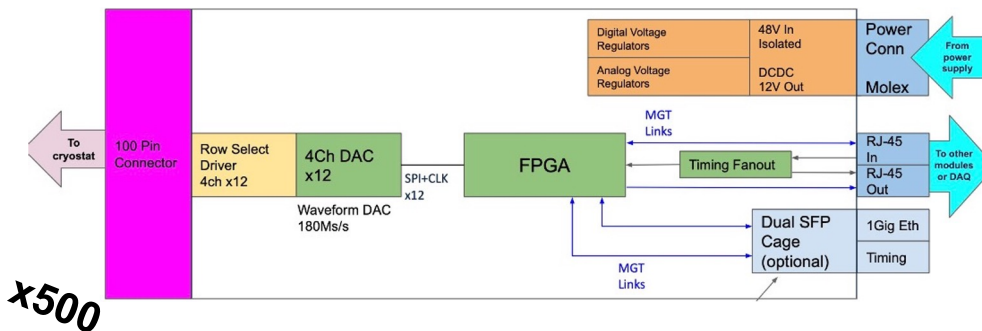 Digital Voltage
Regulators
48V In
Isolated
Power
Conn
From
power
supply
Analog Voltage
Regulators
DCDC
12V Out
Molex
MGT
Links
To
cryostat
100 Pin
Connector
Row Select
Driver
4ch x12
4Ch DAC
x12
SPI+CLK
x12
FPGA
Timing Fanout
RJ-45
In
RJ-45
Out
To other
modules
or DAQ
Waveform DAC
180Ms/s
Dual SFP
Cage
(optional)
1Gig Eth
Timing
MGT
Links
x500